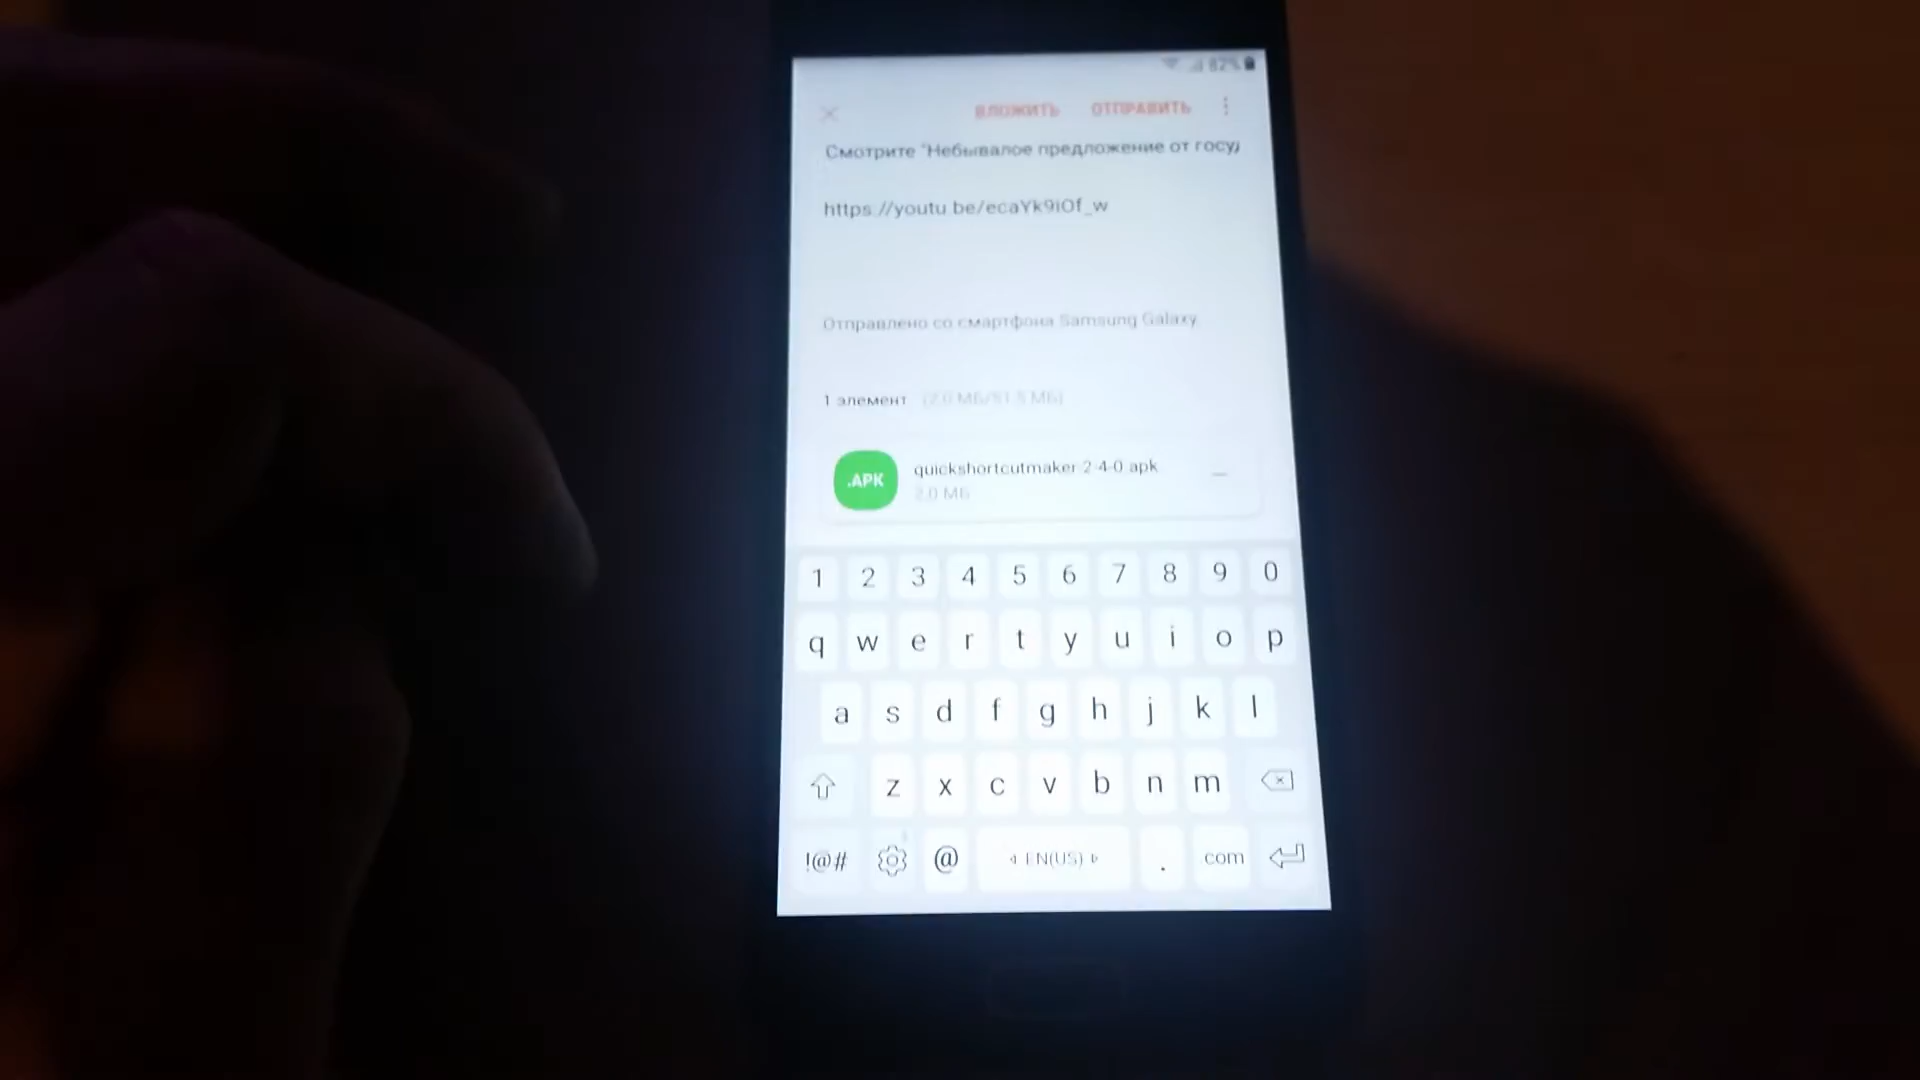 82%
ВЛОЖИТЬ ОТПРАВИТЬ
Смотрите "Небывалое предложение от госуд
https://youtu.be/ecaYk9iOf_w
Отправлено со смартфона Samsung Galaxy
1 элемент (2.0 МБ/51.5 МБ)
.APK
quickshortcutmaker-2-4-0.apk
2.0 МБ
1 2 3 4 5 6 7 8 9 0
q w e r t y u i o p
a s d f g h j k l
z x c v b n m
!@# @ EN(US) . com